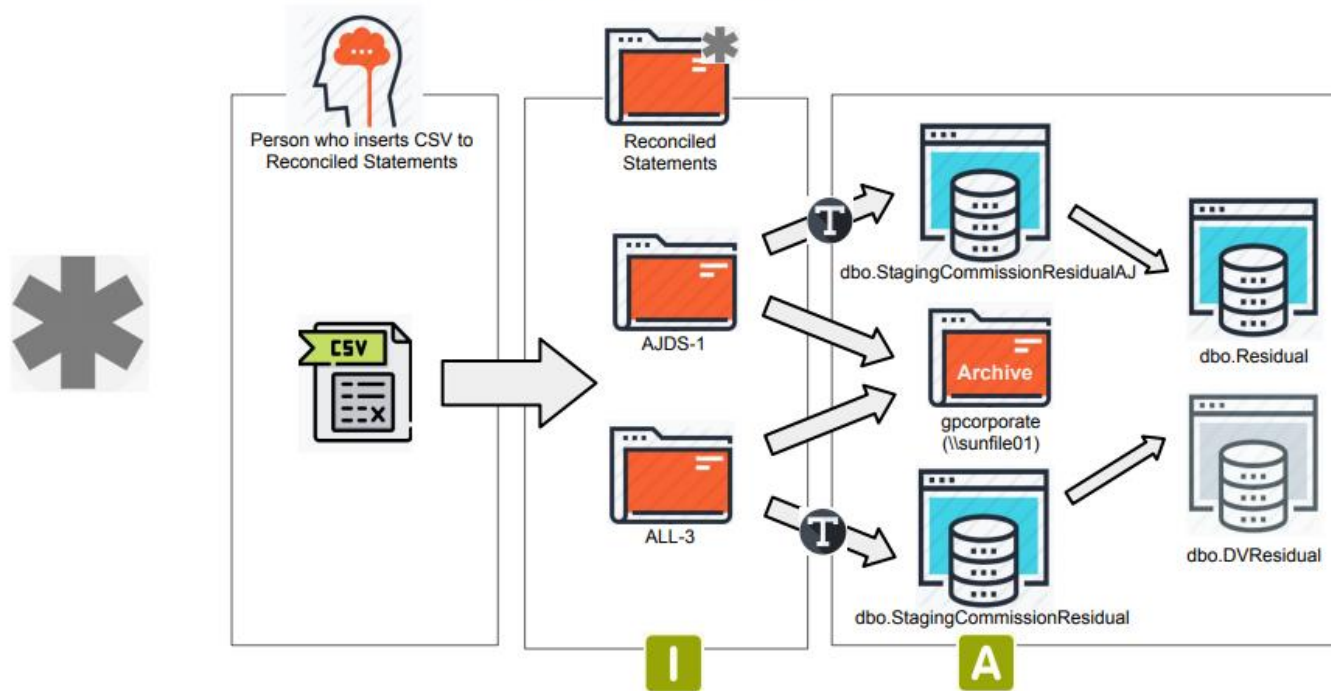 Person who inserts CSV to
Reconciled Statements
CSV
x
Reconciled
Statements
AJDS-1
ALL-3
I
T
T
dbo.StagingCommissionResidualAJ
Archive
gpcorporate
(\\sunfile01)
dbo.StagingCommissionResidual
dbo.Residual
dbo.DVResidual
A